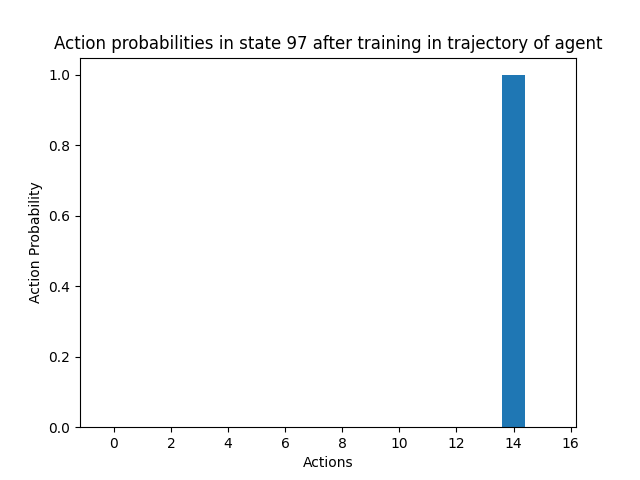 Action probabilities in state 97 after training in trajectory of agent
1.0
0.8
0.6
0.4
0.2
0.0
Action Probability
0 2 4 6 8 10 12 14 16
Actions